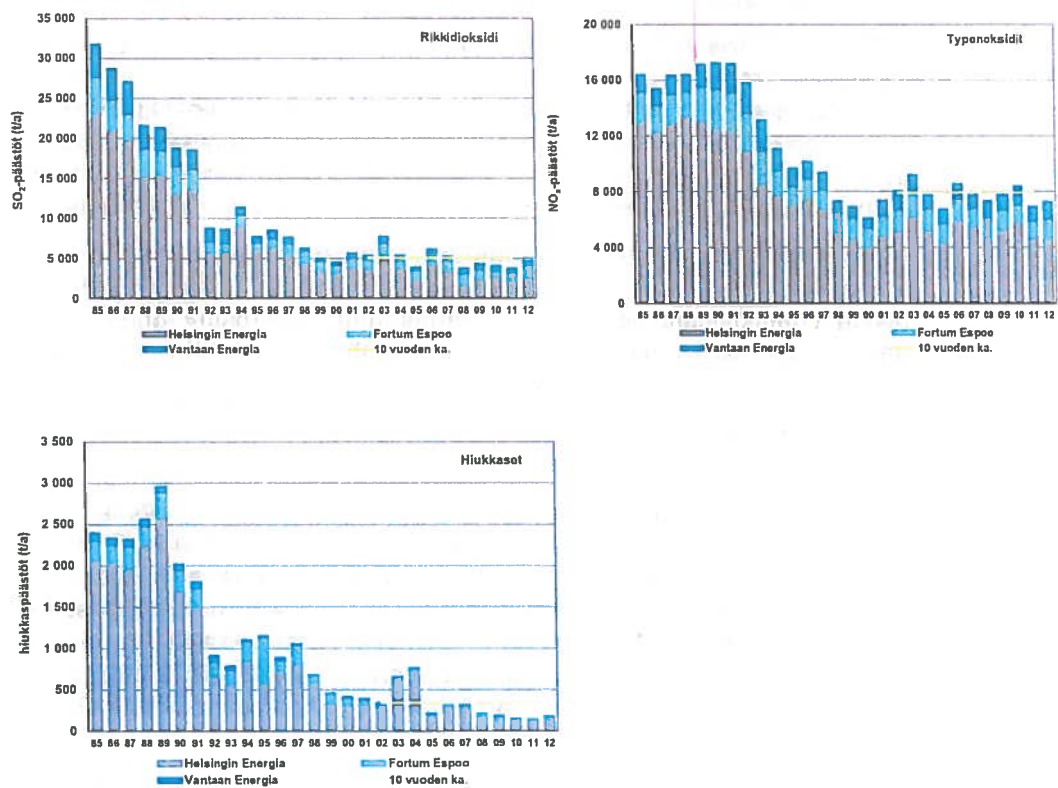 Rikkidioksidi
SO2-päästöt (t/a)
35 000
30 000
25 000
20 000
15 000
10 000
5 000
0
85 86 87 88 89 90 91 92 93 94 95 96 97 98 99 00 01 02 03 04 05 06 07 08 09 10 11 12
Helsingin Energia
Fortum Espoo
Vantaan Energia
10 vuoden ka.
Typenoksidit
NOx-päästöt (t/a)
20 000
16 000
12 000
8 000
4 000
0
85 86 87 88 89 90 91 92 93 94 95 96 97 98 99 00 01 02 03 04 05 06 07 08 09 10 11 12
Helsingin Energia
Fortum Espoo
Vantaan Energia
10 vuoden ka.
Hiukkaset
hiukkaspäästöt (t/a)
3 500
3 000
2 500
2 000
1 500
1 000
500
0
85 86 87 88 89 90 91 92 93 94 95 96 97 98 99 00 01 02 03 04 05 06 07 08 09 10 11 12
Helsingin Energia
Fortum Espoo
Vantaan Energia
10 vuoden ka.